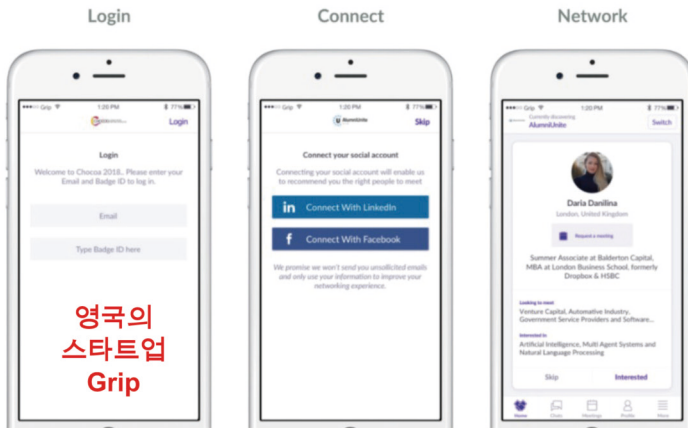 Login
Connect
Network
Grip
1:20 PM
77%
Login
Login
Welcome to Chocoa 2018.. Please enter your
Email and Badge ID to log in.
Email
Type Badge ID here
영국의
스타트업
Grip
Grip
1:20 PM
77%
AlumniUnite
Skip
Connect your social account
Connecting your social account will enable us
to recommend you the right people to meet
in Connect With LinkedIn
f Connect With Facebook
We promise we won't send you unsolicited emails
and only use your information to improve your
networking experience.
Grip
1:20 PM
77%
Currently discovering
AlumniUnite
Switch
Daria Danilina
London, United Kingdom
Request a meeting
Summer Associate at Balderton Capital,
MBA at London Business School, formerly
Dropbox & HSBC
Looking to meet
Venture Capital, Automative Industry,
Government Service Providers and Software...
Interested in
Artificial Intelligence, Multi Agent Systems and
Natural Language Processing
Skip
Interested
Home
Chats
Meetings
Profile
More